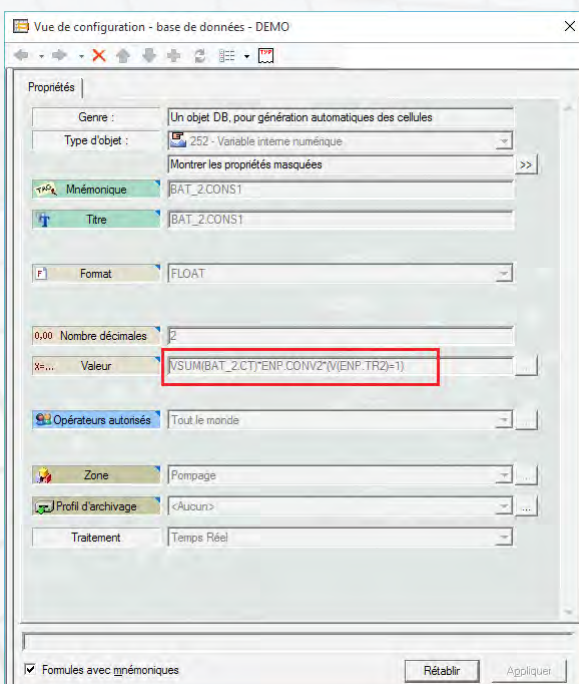 Vue de configuration - base de données - DEMO
Propriétés
Genre : Un objet DB, pour génération automatiques des cellules
Type d'objet : 252 - Variable interne numérique
Montrer les propriétés masquées >>
Mnémonique BAT_2.CONS1
Titre BAT_2.CONS1
Format FLOAT
0,00 Nombre décimales 2
X=... Valeur VSUM(BAT_2.CT)*ENP.CONV2*(V(ENP.TR2)=1)
Opérateurs autorisés Tout le monde
Zone Pompage ...
Profil d'archivage <Aucun> ...
Traitement Temps Réel
Formules avec mnémoniques Rétablir Appliquer